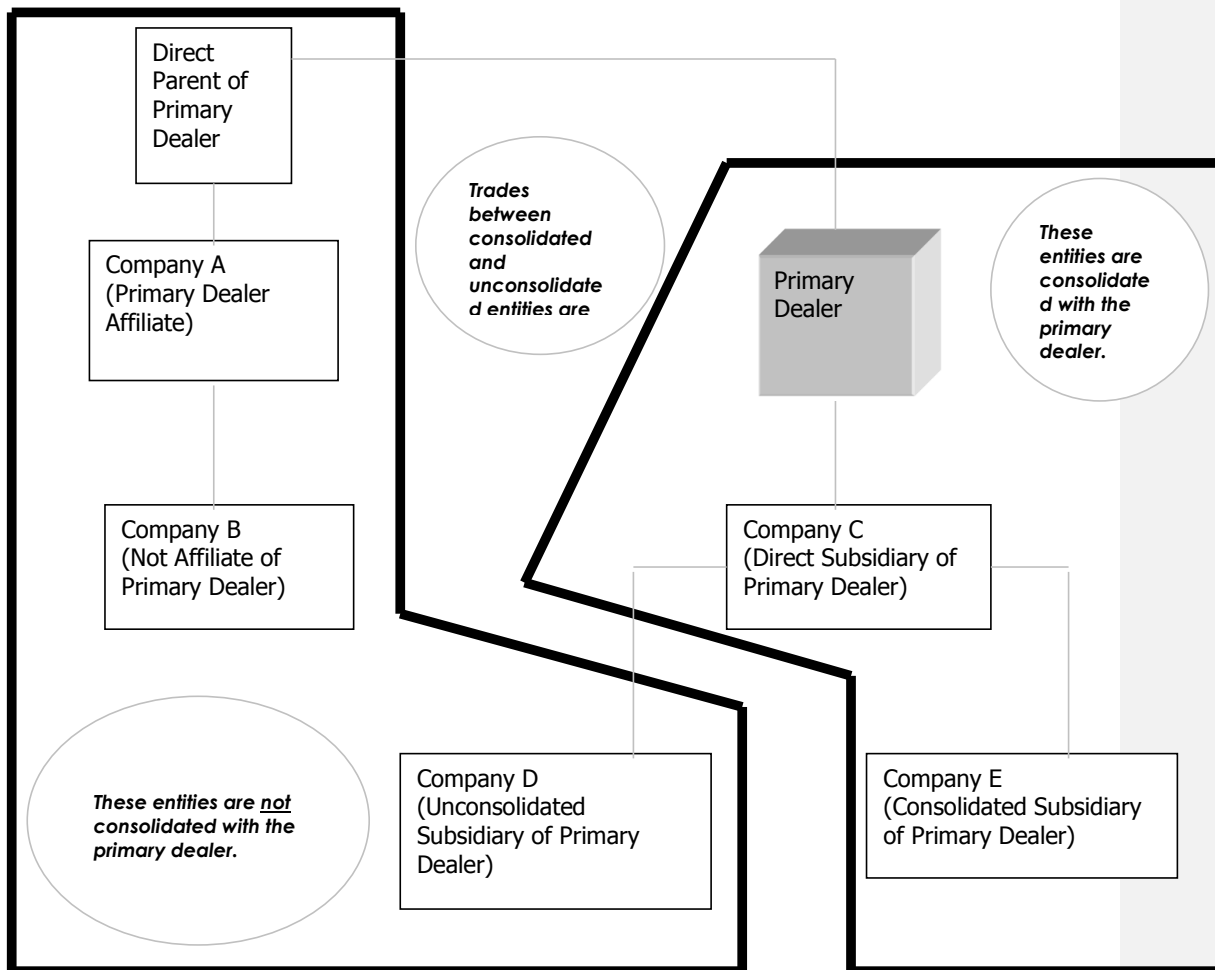 Direct
Parent of
Primary
Dealer
Trades
between
consolidated
and
unconsolidate
d entities are
These
entities are
consolidate
d with the
primary
dealer.
Company A
(Primary Dealer
Affiliate)
Primary
Dealer
Company B
(Not Affiliate of
Primary Dealer)
Company C
(Direct Subsidiary of
Primary Dealer)
These entities are not
consolidated with the
primary dealer.
Company D
(Unconsolidated
Subsidiary of Primary
Dealer)
Company E
(Consolidated Subsidiary
of Primary Dealer)